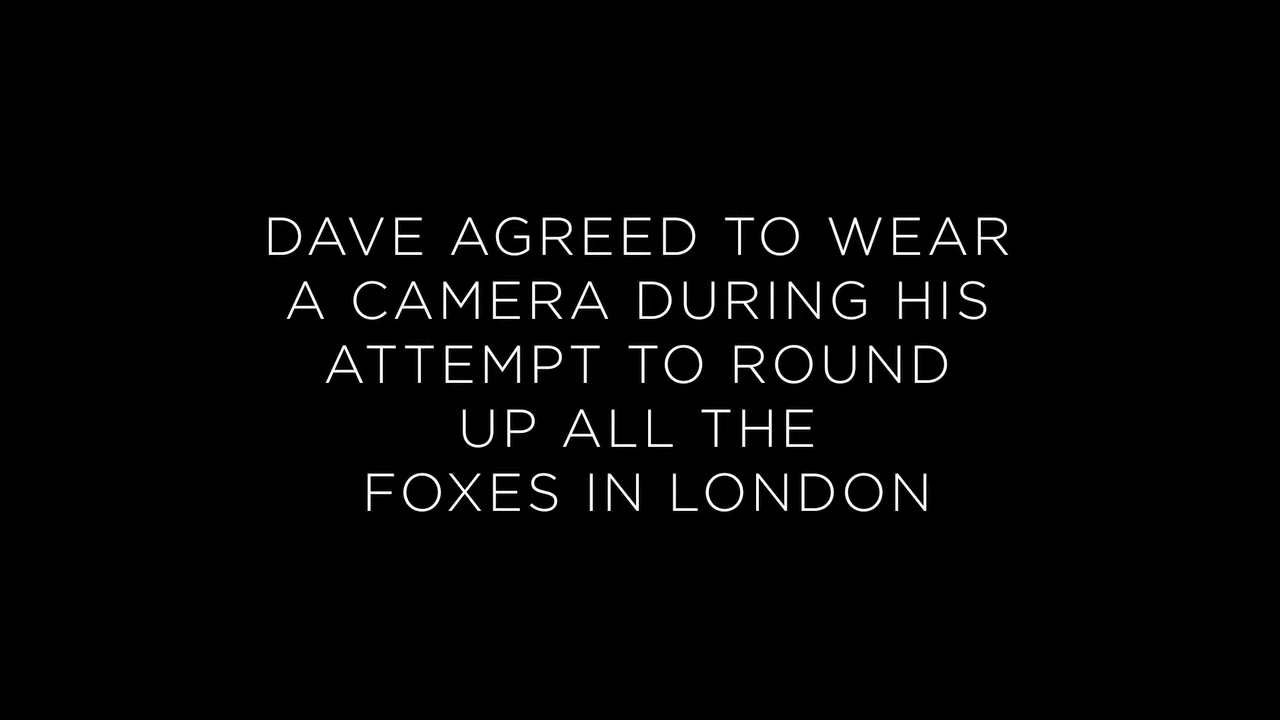 DAVE AGREED TO WEAR
A CAMERA DURING HIS
ATTEMPT TO ROUND
UP ALL THE
FOXES IN LONDON